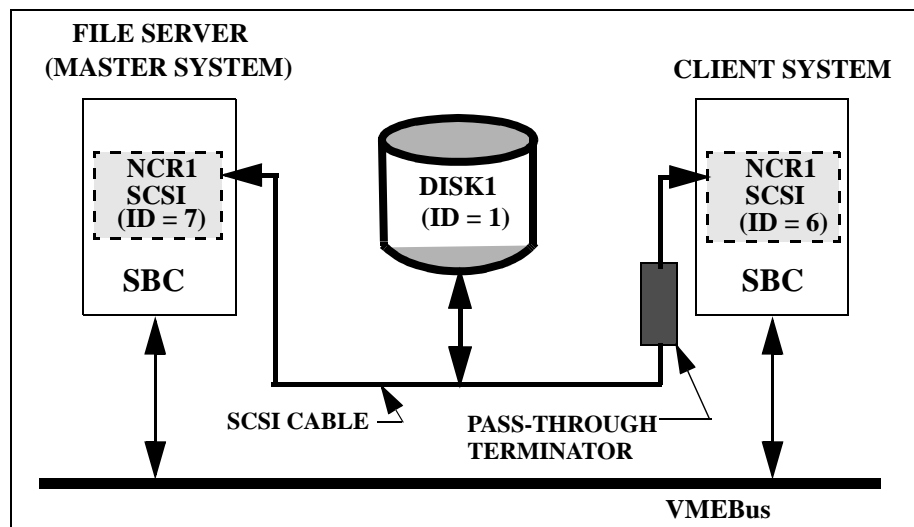 FILE SERVER
(MASTER SYSTEM)
CLIENT SYSTEM
NCR1
SCSI
(ID = 7)
SBC
DISK1
(ID = 1)
NCR1
SCSI
(ID = 6)
SBC
SCSI CABLE
PASS-THROUGH
TERMINATOR
VMEBus